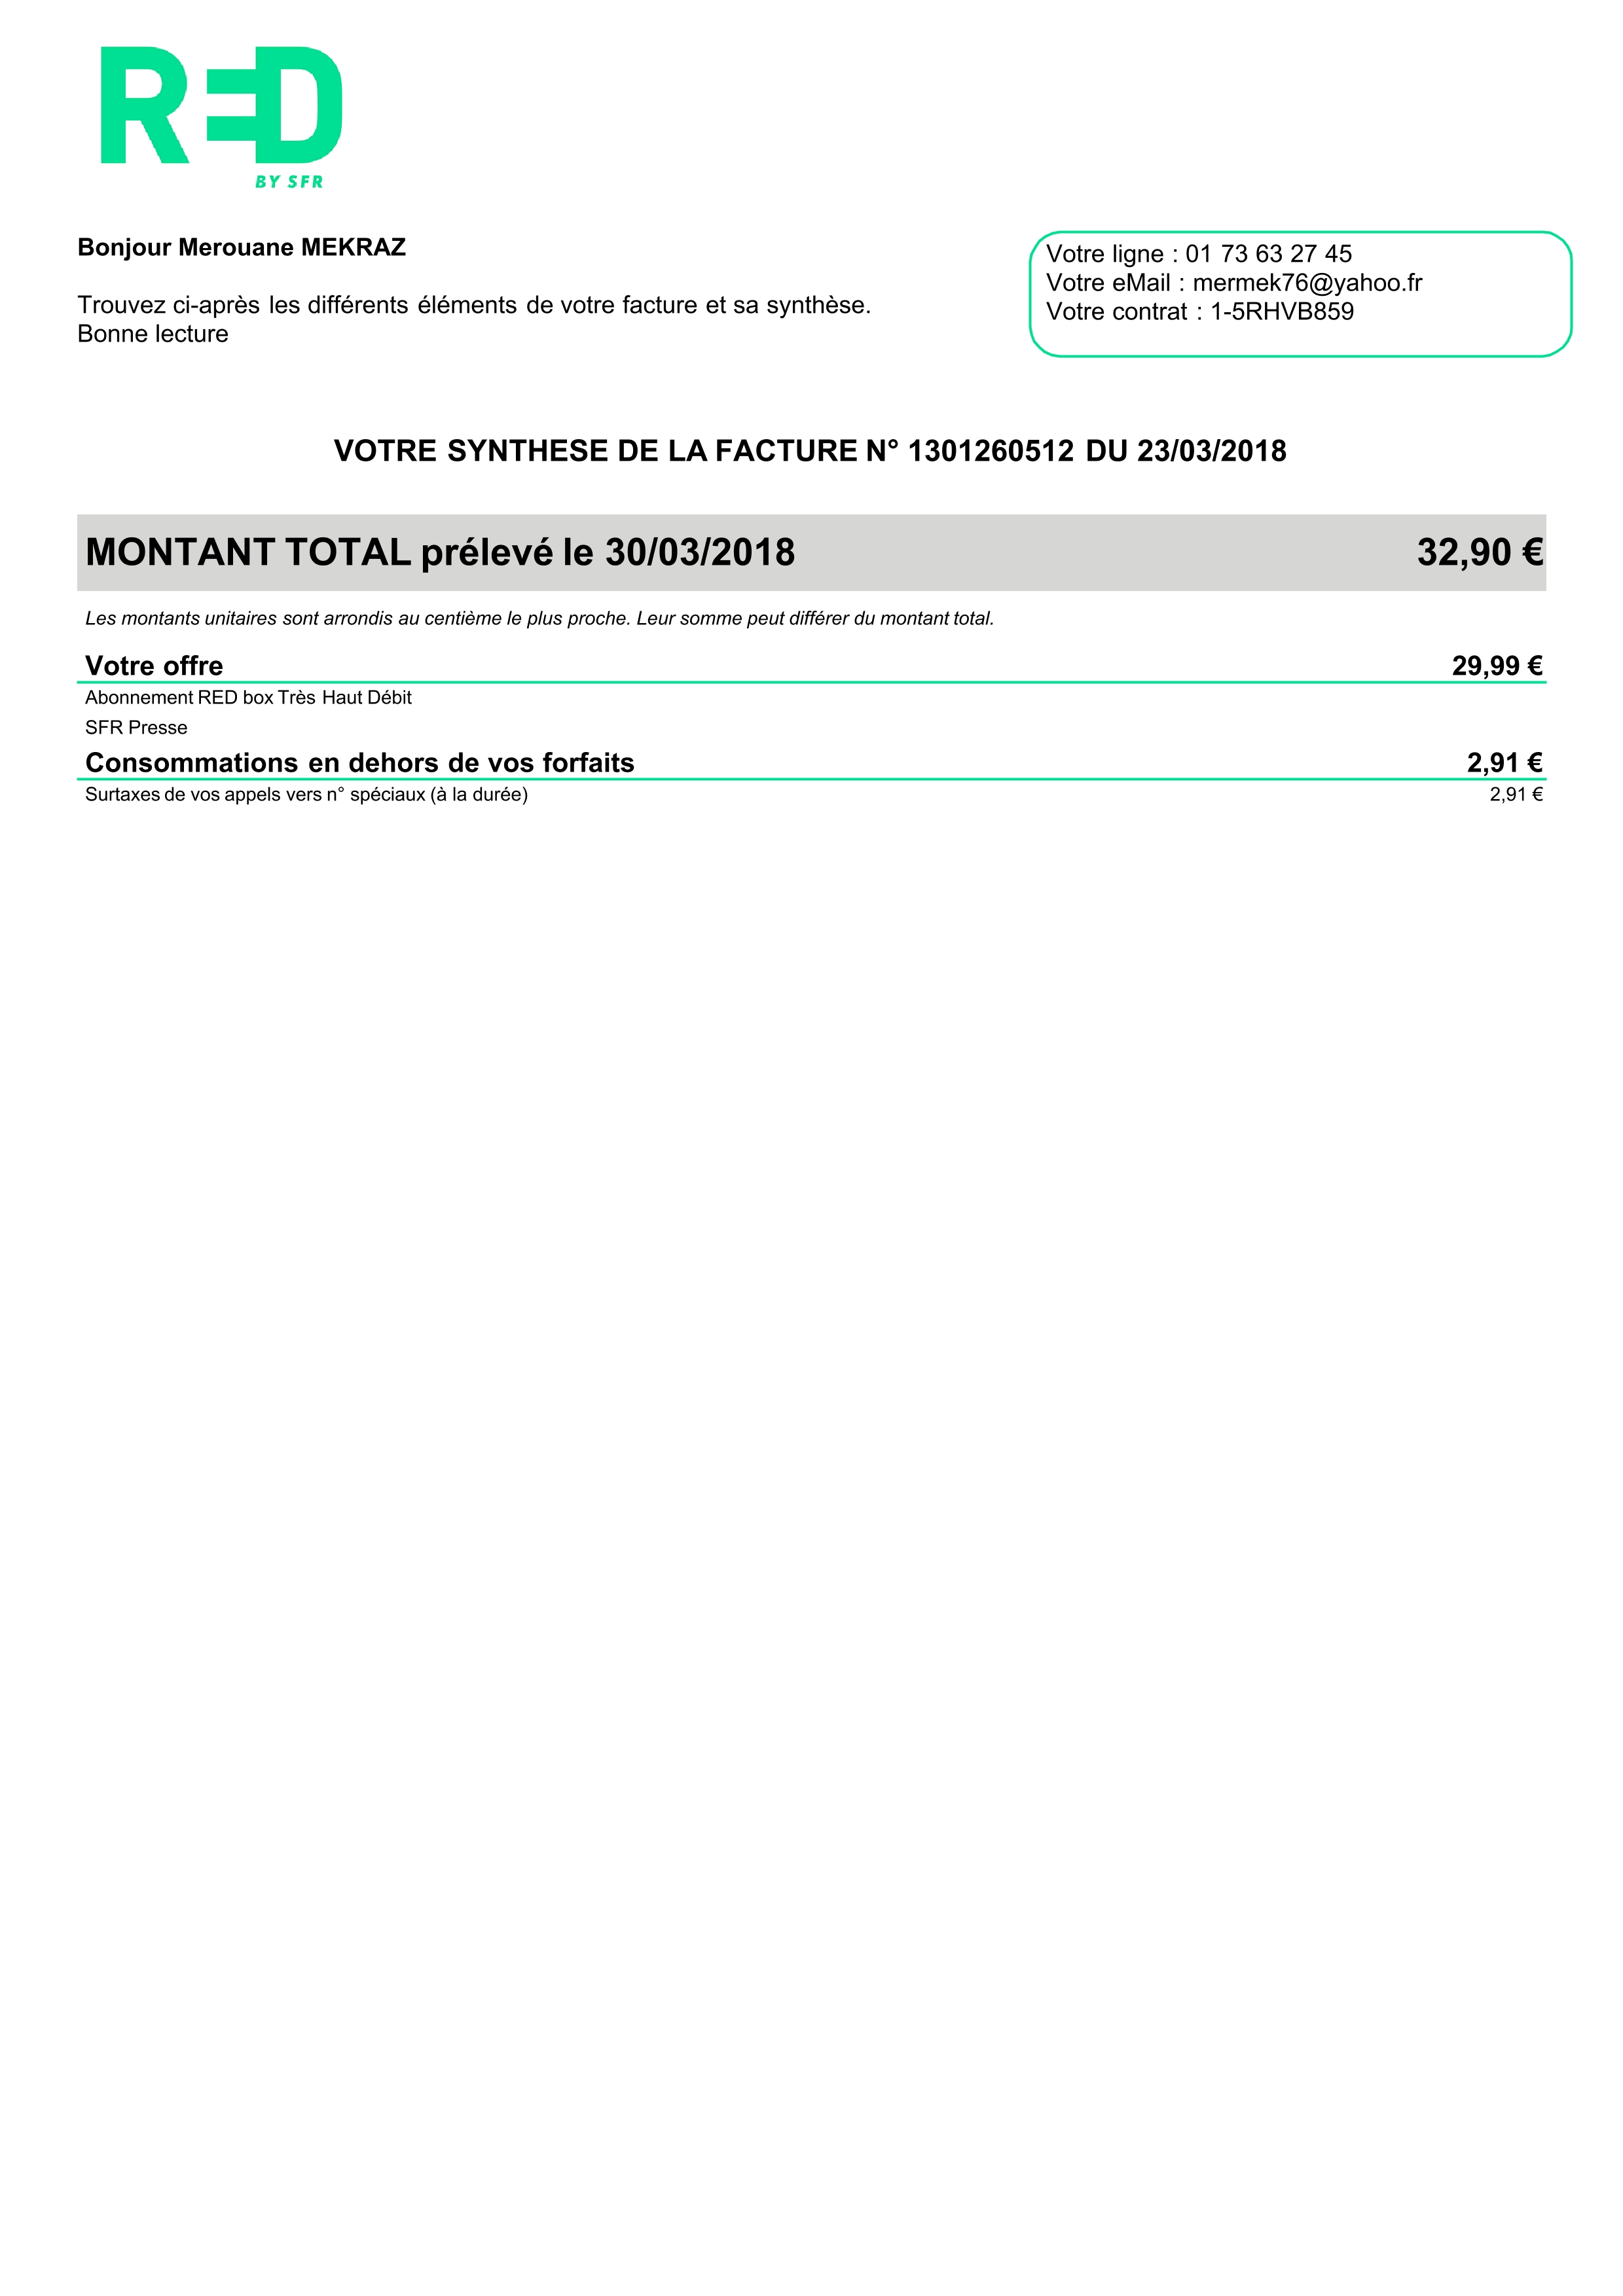 RED
BY SFR
Bonjour Merouane MEKRAZ
Trouvez ci-après les différents éléments de votre facture et sa synthèse.
Bonne lecture
Votre ligne : 01 73 63 27 45
Votre eMail : mermek76@yahoo.fr
Votre contrat : 1-5RHVB859
VOTRE SYNTHESE DE LA FACTURE N° 1301260512 DU 23/03/2018
MONTANT TOTAL prélevé le 30/03/2018 32,90 €
Les montants unitaires sont arrondis au centième le plus proche. Leur somme peut différer du montant total.
Votre offre 29,99 €
Abonnement RED box Très Haut Débit
SFR Presse
Consommations en dehors de vos forfaits 2,91 €
Surtaxes de vos appels vers n° spéciaux (à la durée) 2,91 €